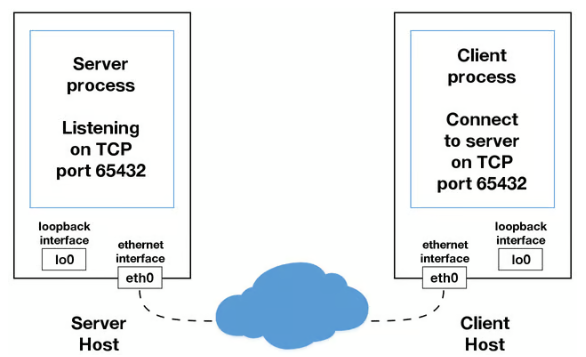 Server
process
Listening
on TCP
port 65432
loopback
interface
lo0
ethernet
interface
eth0
Server
Host
Client
process
Connect
to server
on TCP
port 65432
loopback
interface
lo0
ethernet
interface
eth0
Client
Host